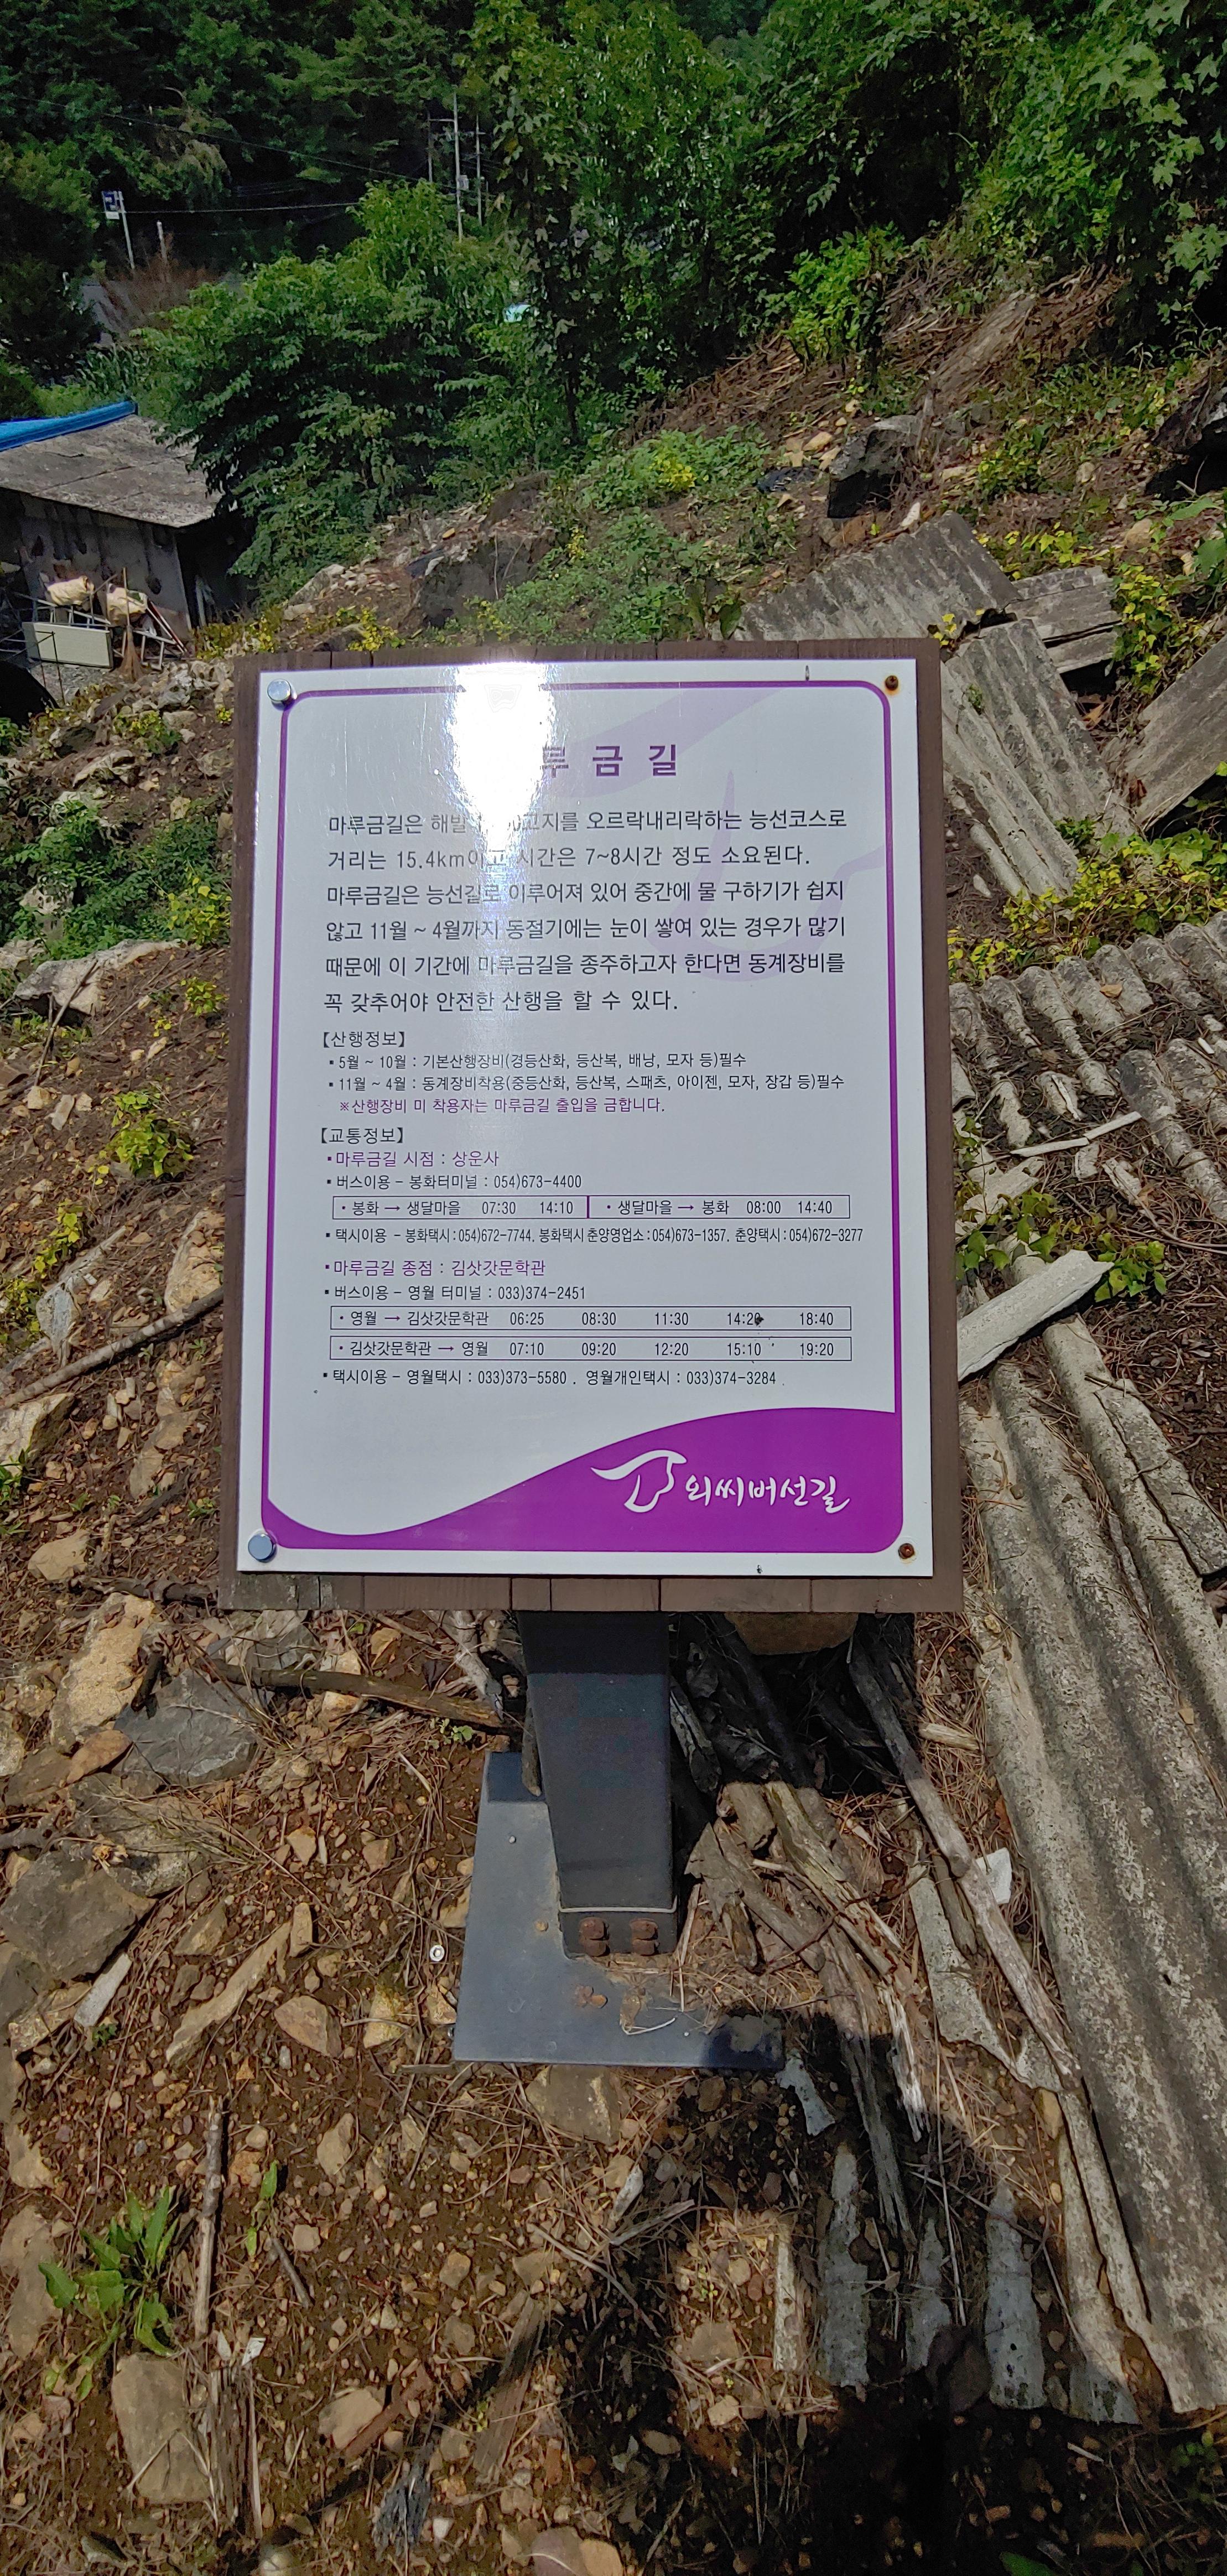 금 길
마루금길은 해발 오르락내리락하는 능선코스로
거리는 15.4km이고 시간은 7~8시간 정도 소요된다.
마루금길은 능선길로 이루어져 있어 중간에 물 구하기가 쉽지
않고 11월 ~ 4월까지 동절기에는 눈이 쌓여 있는 경우가 많기
때문에 이 기간에 마루금길을 종주하고자 한다면 동계장비를
꼭 갖추어야 안전한 산행을 할 수 있다.
【산행정보】
▪5월 ~ 10월 : 기본산행장비(경등산화, 등산복, 배낭, 모자 등)필수
▪11월 ~ 4월 : 동계장비착용(중등산화, 등산복, 스패츠, 아이젠, 모자, 장갑 등)필수
※산행장비 미 착용자는 마루금길 출입을 금합니다.
【교통정보】
▪마루금길 시점 : 상운사
▪버스이용 - 봉화터미널 : 054)673-4400
· 봉화 → 생달마을 07:30 14:10 · 생달마을 → 봉화 08:00 14:40
▪택시이용 - 봉화택시:054)672-7744, 봉화택시 춘양영업소:054)673-1357, 춘양택시:054)672-3277
▪마루금길 종점 : 김삿갓문학관
▪버스이용 - 영월 터미널 : 033)374-2451
· 영월 → 김삿갓문학관 06:25 08:30 11:30 14:20 18:40
· 김삿갓문학관 → 영월 07:10 09:20 12:20 15:10 19:20
▪택시이용 - 영월택시 : 033)373-5580 . 영월개인택시 : 033)374-3284
외씨버선길